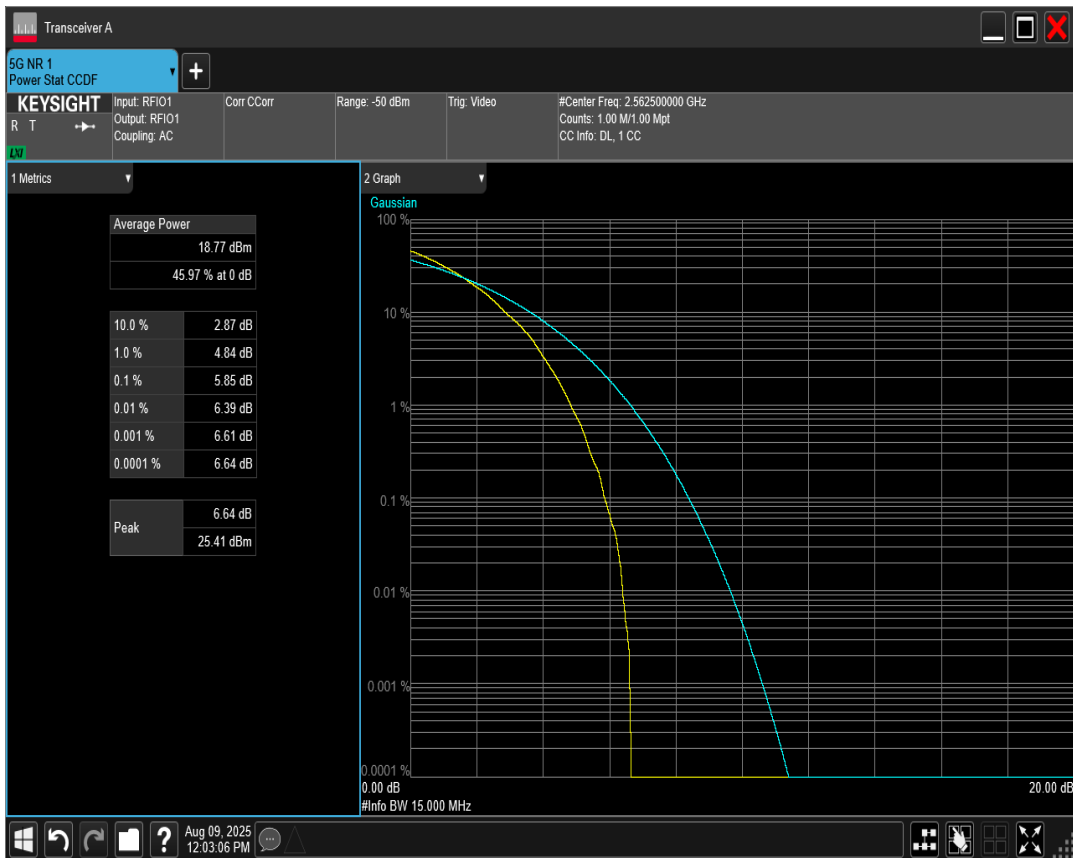 Transceiver A
5G NR 1
Power Stat CCDF
+
KEYSIGHT
R T
LXI
Input: RFIO1
Output: RFIO1
Coupling: AC
Corr CCorr
Range: -50 dBm
Trig: Video
#Center Freq: 2.562500000 GHz
Counts: 1.00 M/1.00 Mpt
CC Info: DL, 1 CC
1 Metrics
Average Power
18.77 dBm
45.97 % at 0 dB
10.0 % 2.87 dB
1.0 % 4.84 dB
0.1 % 5.85 dB
0.01 % 6.39 dB
0.001 % 6.61 dB
0.0001 % 6.64 dB
Peak
6.64 dB
25.41 dBm
2 Graph
Gaussian
100 %
10 %
1 %
0.1 %
0.01 %
0.001 %
0.0001 %
0.00 dB 20.00 dB
#Info BW 15.000 MHz
?
Aug 09, 2025
12:03:06 PM